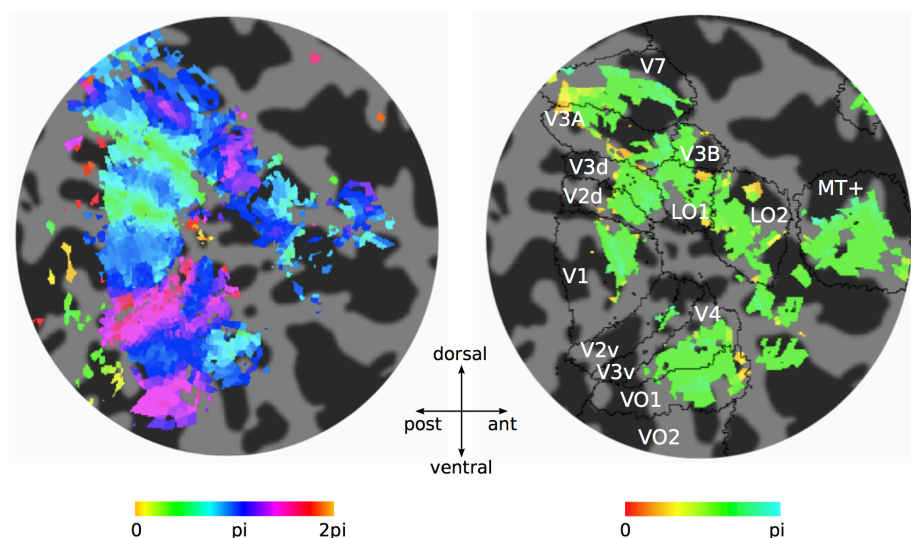 V7
V3A
V3B
V3d
V2d
MT+
LO1
LO2
V1
V4
V2v
V3v
VO1
VO2
dorsal
post ant
ventral
0 pi 2pi
0 pi